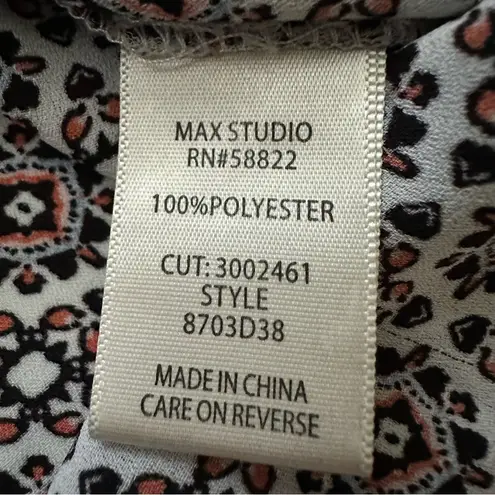 MAX STUDIO
RN#58822
100%POLYESTER
CUT: 3002461
STYLE
8703D38
MADE IN CHINA
CARE ON REVERSE